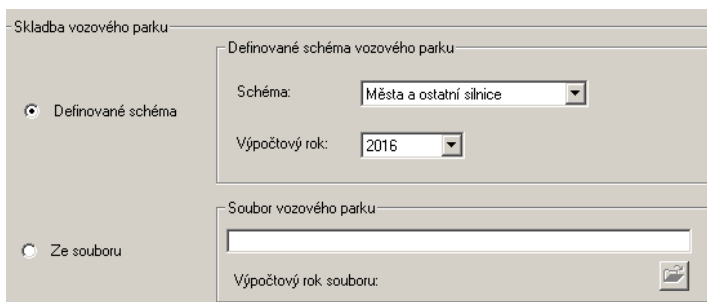 Skladba vozového parku
Definované schéma vozového parku
Schéma: Města a ostatní silnice
Definované schéma
Výpočtový rok: 2016
Soubor vozového parku
Ze souboru
Výpočtový rok souboru: